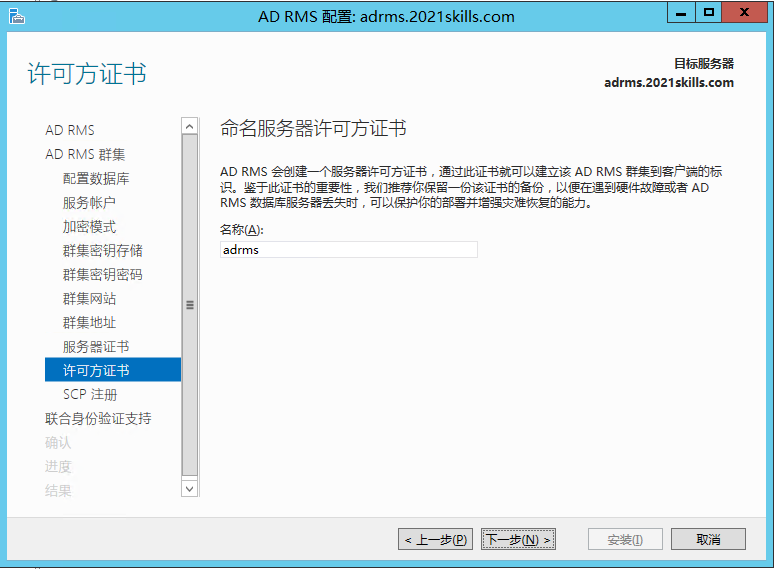 AD RMS 配置: adrms.2021skills.com
许可方证书
目标服务器
adrms.2021skills.com
AD RMS
AD RMS 群集
配置数据库
服务帐户
加密模式
群集密钥存储
群集密钥密码
群集网站
群集地址
服务器证书
许可方证书
SCP 注册
联合身份验证支持
确认
进度
结果
命名服务器许可方证书
AD RMS 会创建一个服务器许可方证书，通过此证书就可以建立该 AD RMS 群集到客户端的标
识。鉴于此证书的重要性，我们推荐你保留一份该证书的备份，以便在遇到硬件故障或者 AD
RMS 数据库服务器丢失时，可以保护你的部署并增强灾难恢复的能力。
名称(A):
adrms
< 上一步(P)
下一步(N) >
安装(I)
取消